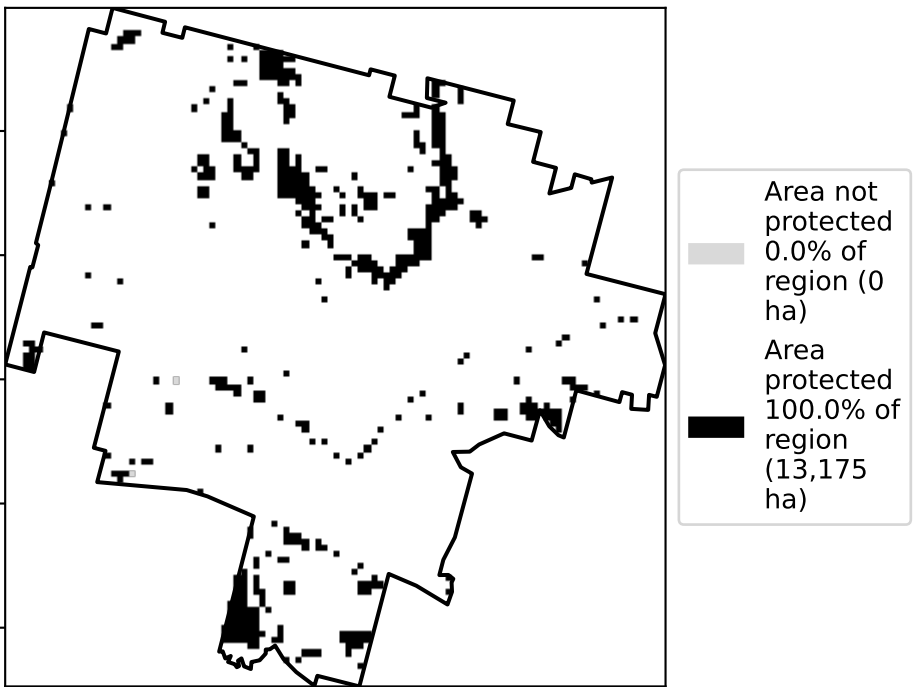 Area not
protected
0.0% of
region (0
ha)
Area
protected
100.0% of
region
(13,175
ha)